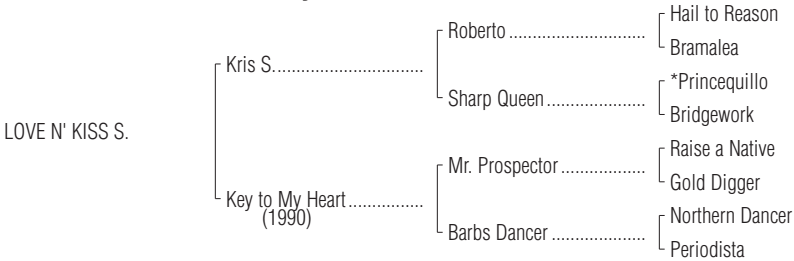 Hail to Reason
Roberto ..............................
Bramalea
Kris S.................................
*Princequillo
Sharp Queen......................
Bridgework
LOVE N' KISS S.
Raise a Native
Mr. Prospector ...................
Gold Digger
Key to My Heart.................
(1990)
Northern Dancer
Barbs Dancer .....................
Periodista